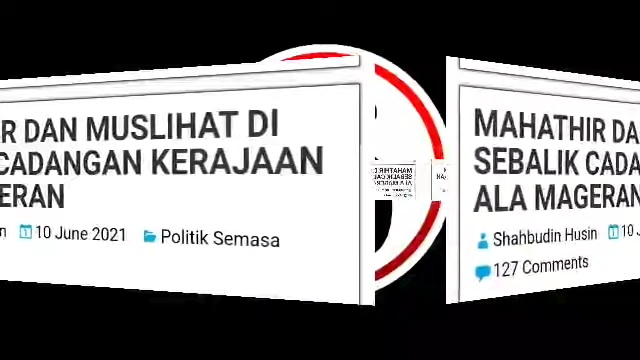 R DAN MUSLIHAT DI
CADANGAN KERAJAAN
ERAN
n 10 June 2021 Politik Semasa
MAHATHIR DA
SEBALIK CADA
ALA MAGERAN
Shahbudin Husin 10 J
127 Comments